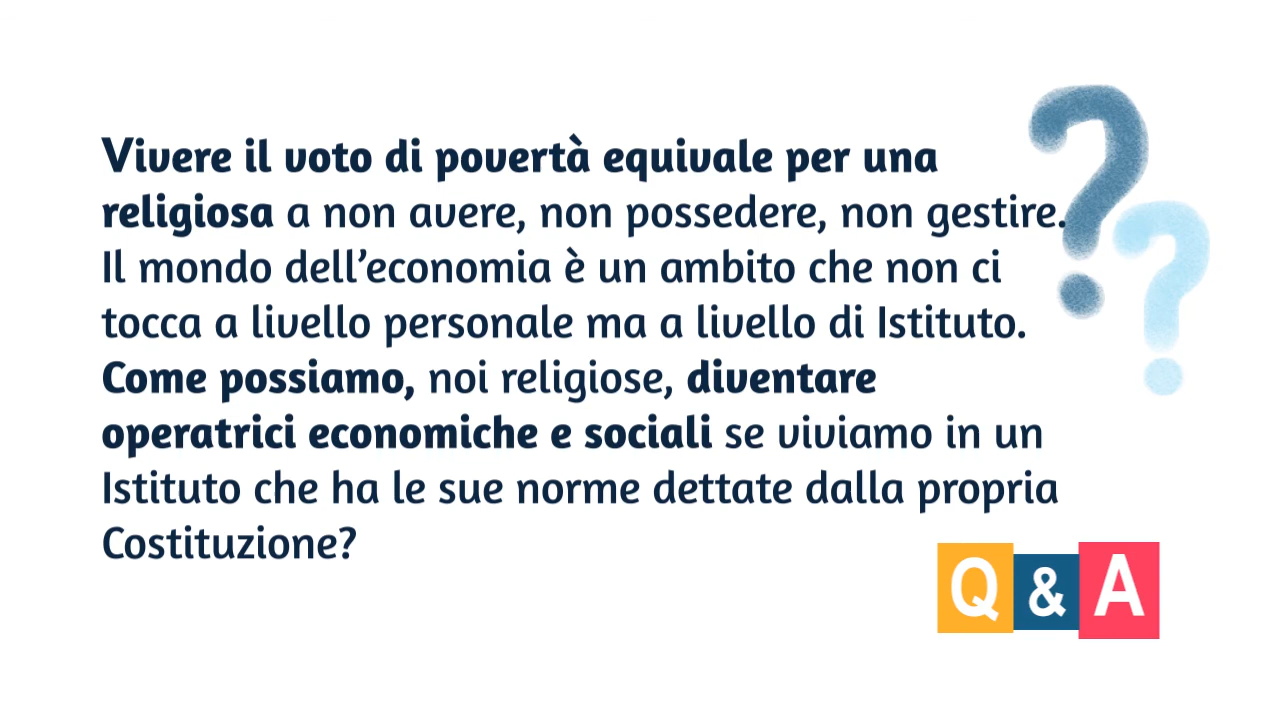 Vivere il voto di povertà equivale per una
religiosa a non avere, non possedere, non gestire.
Il mondo dell’economia è un ambito che non ci
tocca a livello personale ma a livello di Istituto.
Come possiamo, noi religiose, diventare
operatrici economiche e sociali se viviamo in un
Istituto che ha le sue norme dettate dalla propria
Costituzione?
? ?
Q & A